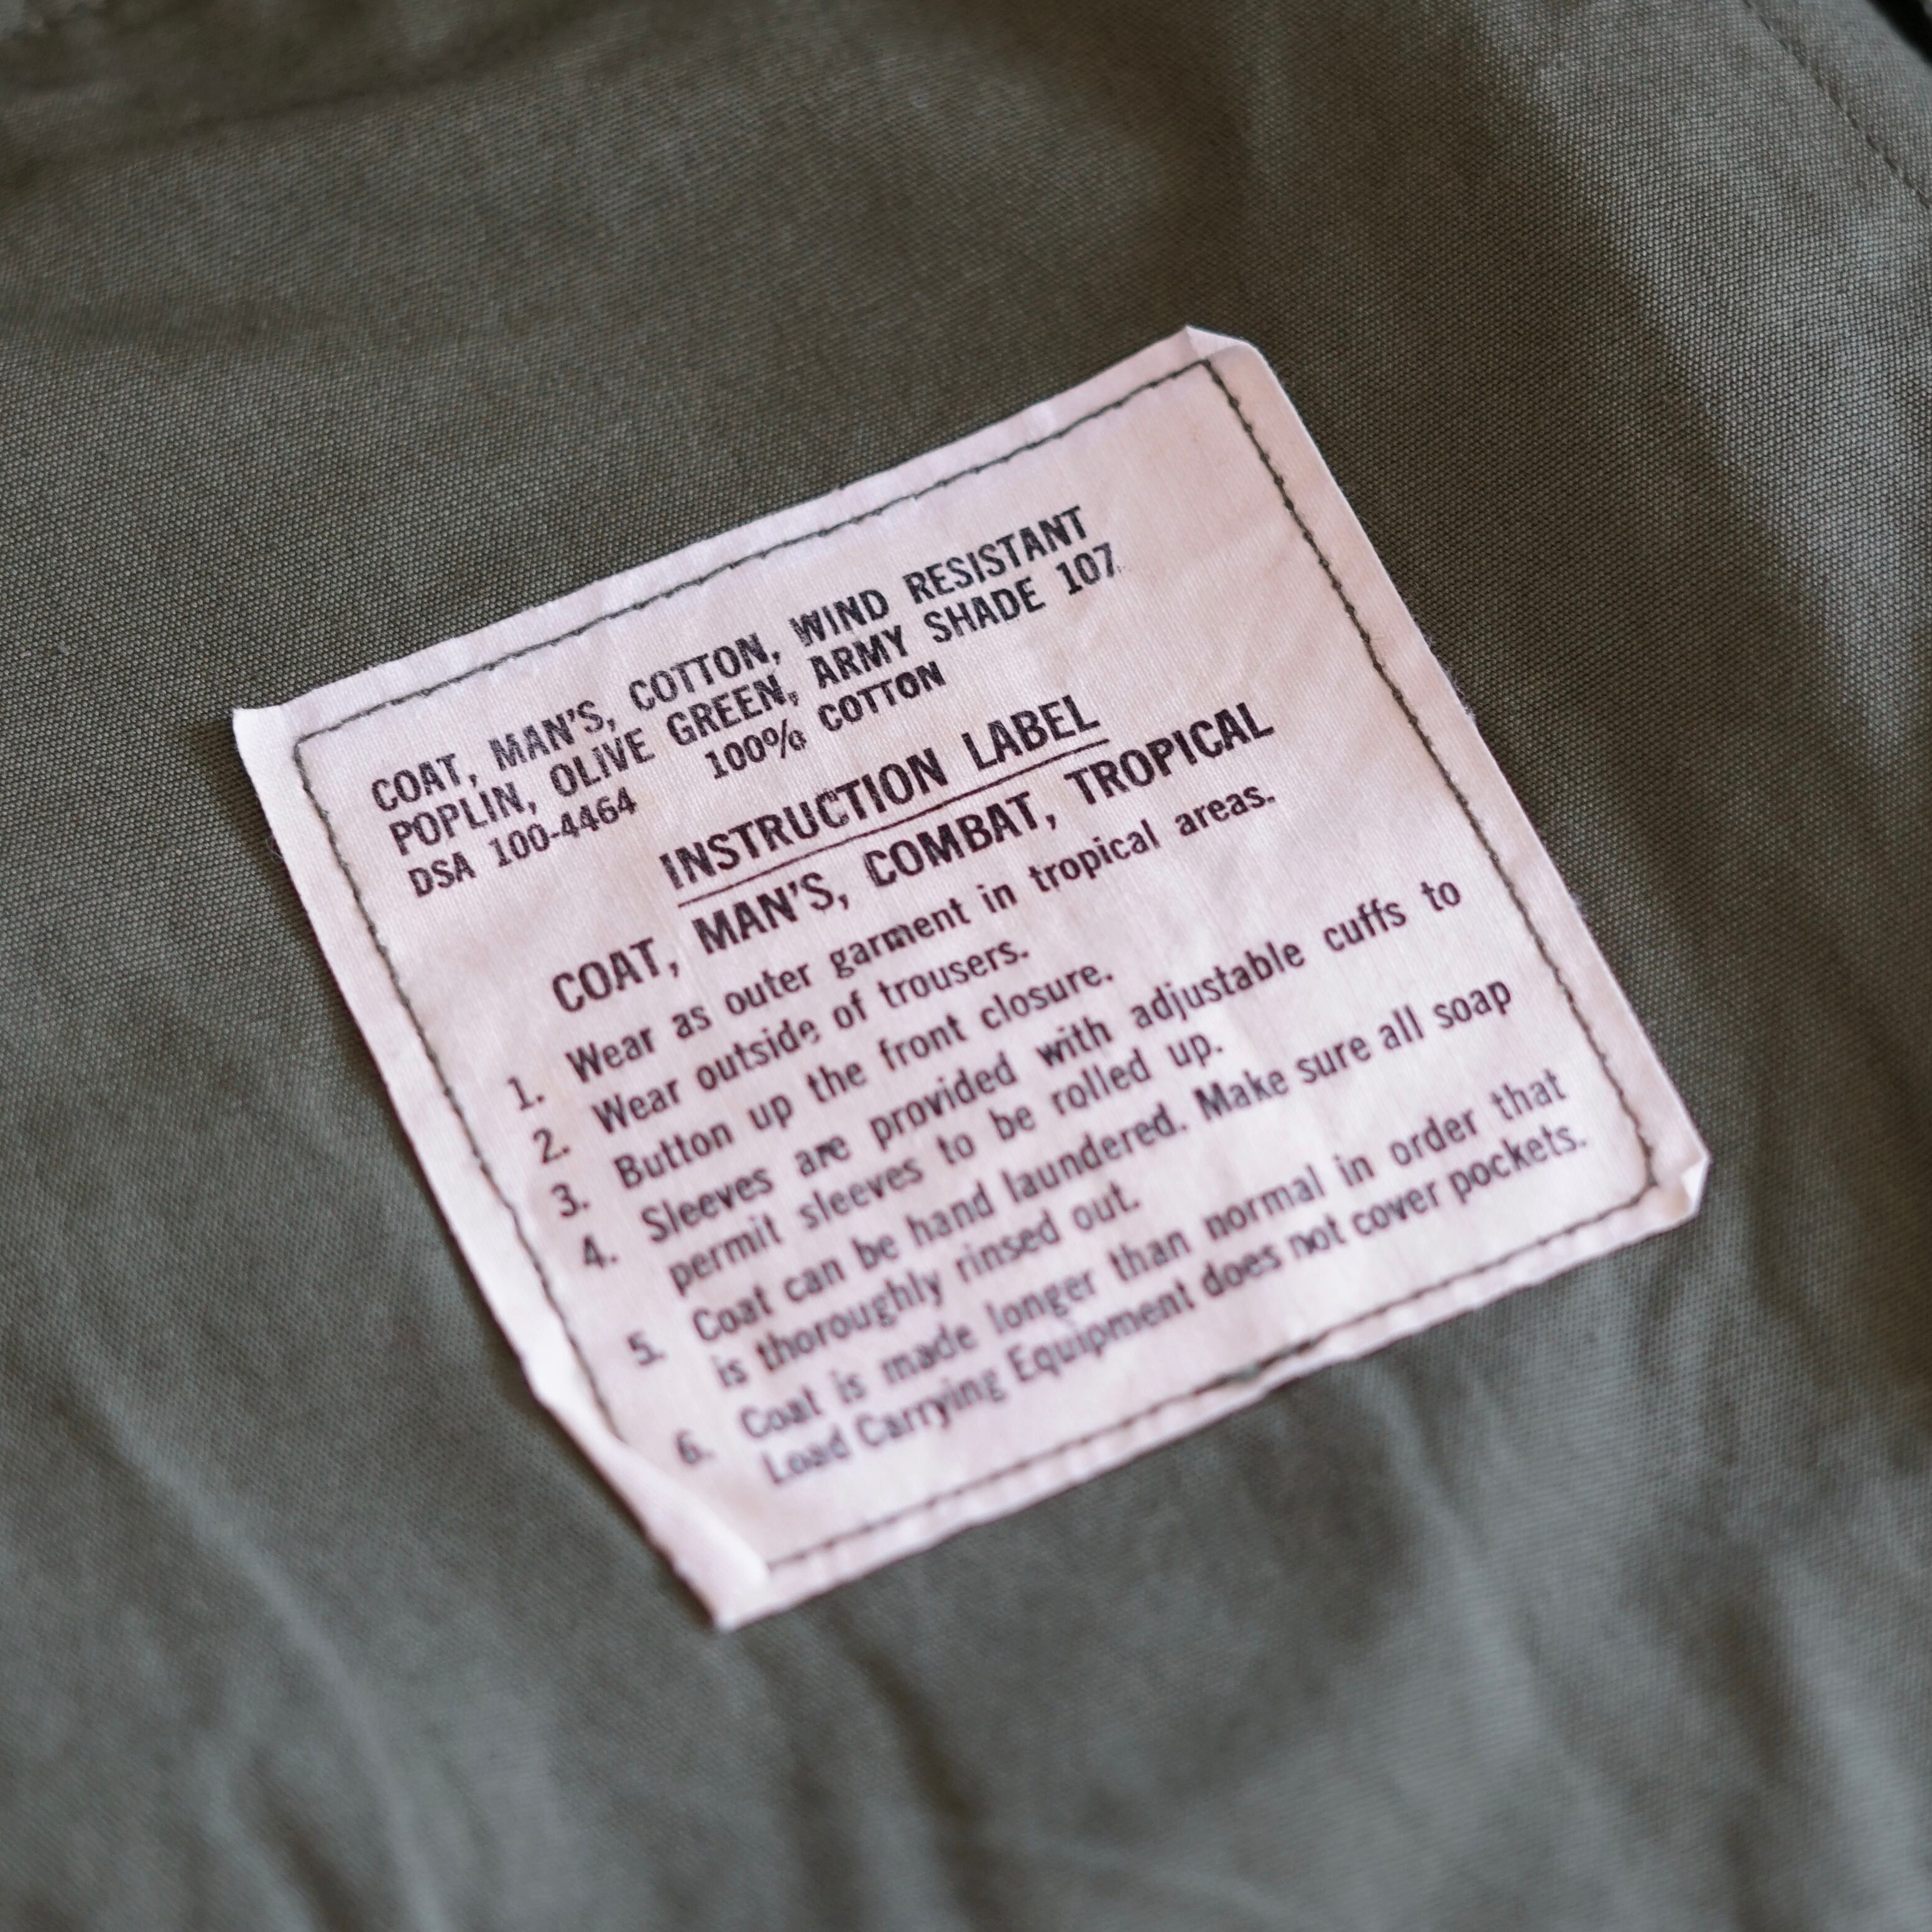 COAT, MAN'S, COTTON, WIND RESISTANT
POPLIN, OLIVE GREEN, ARMY SHADE 107
DSA 100-4464 100% COTTON
INSTRUCTION LABEL
COAT, MAN'S, COMBAT, TROPICAL
1. Wear as outer garment in tropical areas.
2. Wear outside of trousers.
3. Button up the front closure.
4. Sleeves are provided with adjustable cuffs to
permit sleeves to be rolled up.
5. Coat can be hand laundered. Make sure all soap
is thoroughly rinsed out.
6. Coat is made longer than normal in order that
Load Carrying Equipment does not cover pockets.